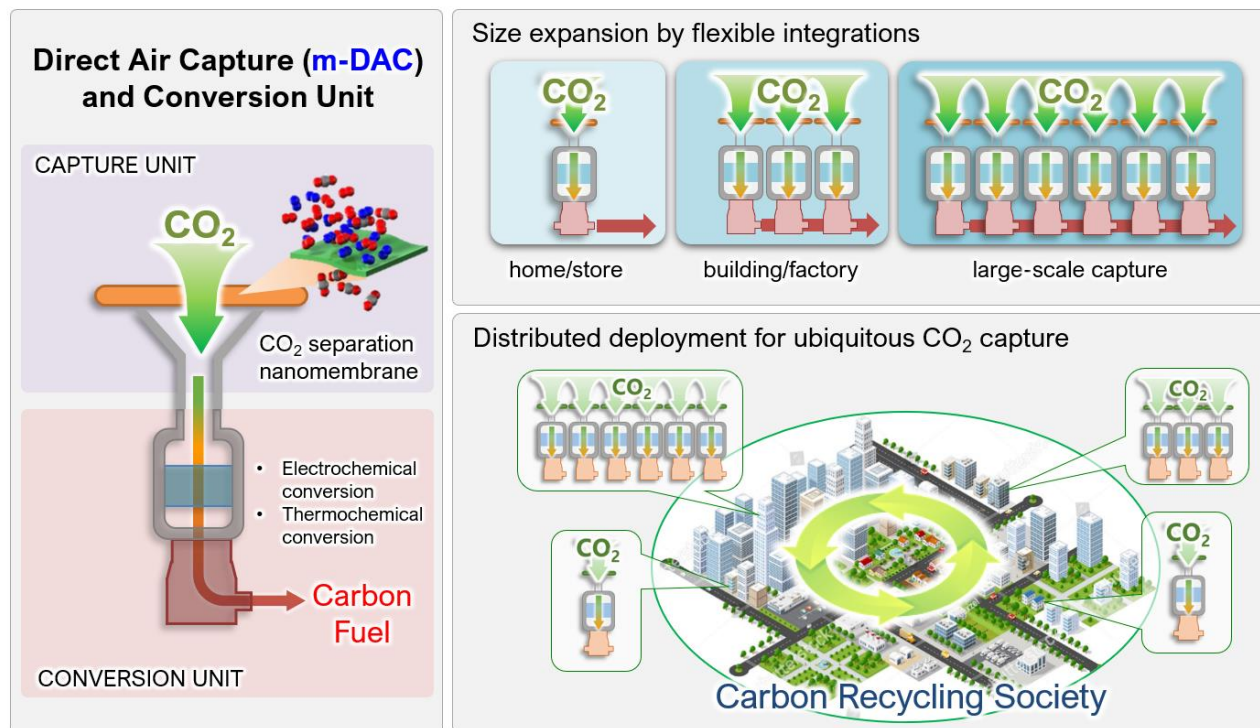 Direct Air Capture (m-DAC)
and Conversion Unit
CAPTURE UNIT
CO₂
CO₂ separation
nanomembrane
• Electrochemical
conversion
• Thermochemical
conversion
Carbon
Fuel
CONVERSION UNIT
Size expansion by flexible integrations
CO₂
CO₂
CO₂
home/store
building/factory
large-scale capture
Distributed deployment for ubiquitous CO₂ capture
CO₂
CO₂
CO₂
CO₂
Carbon Recycling Society